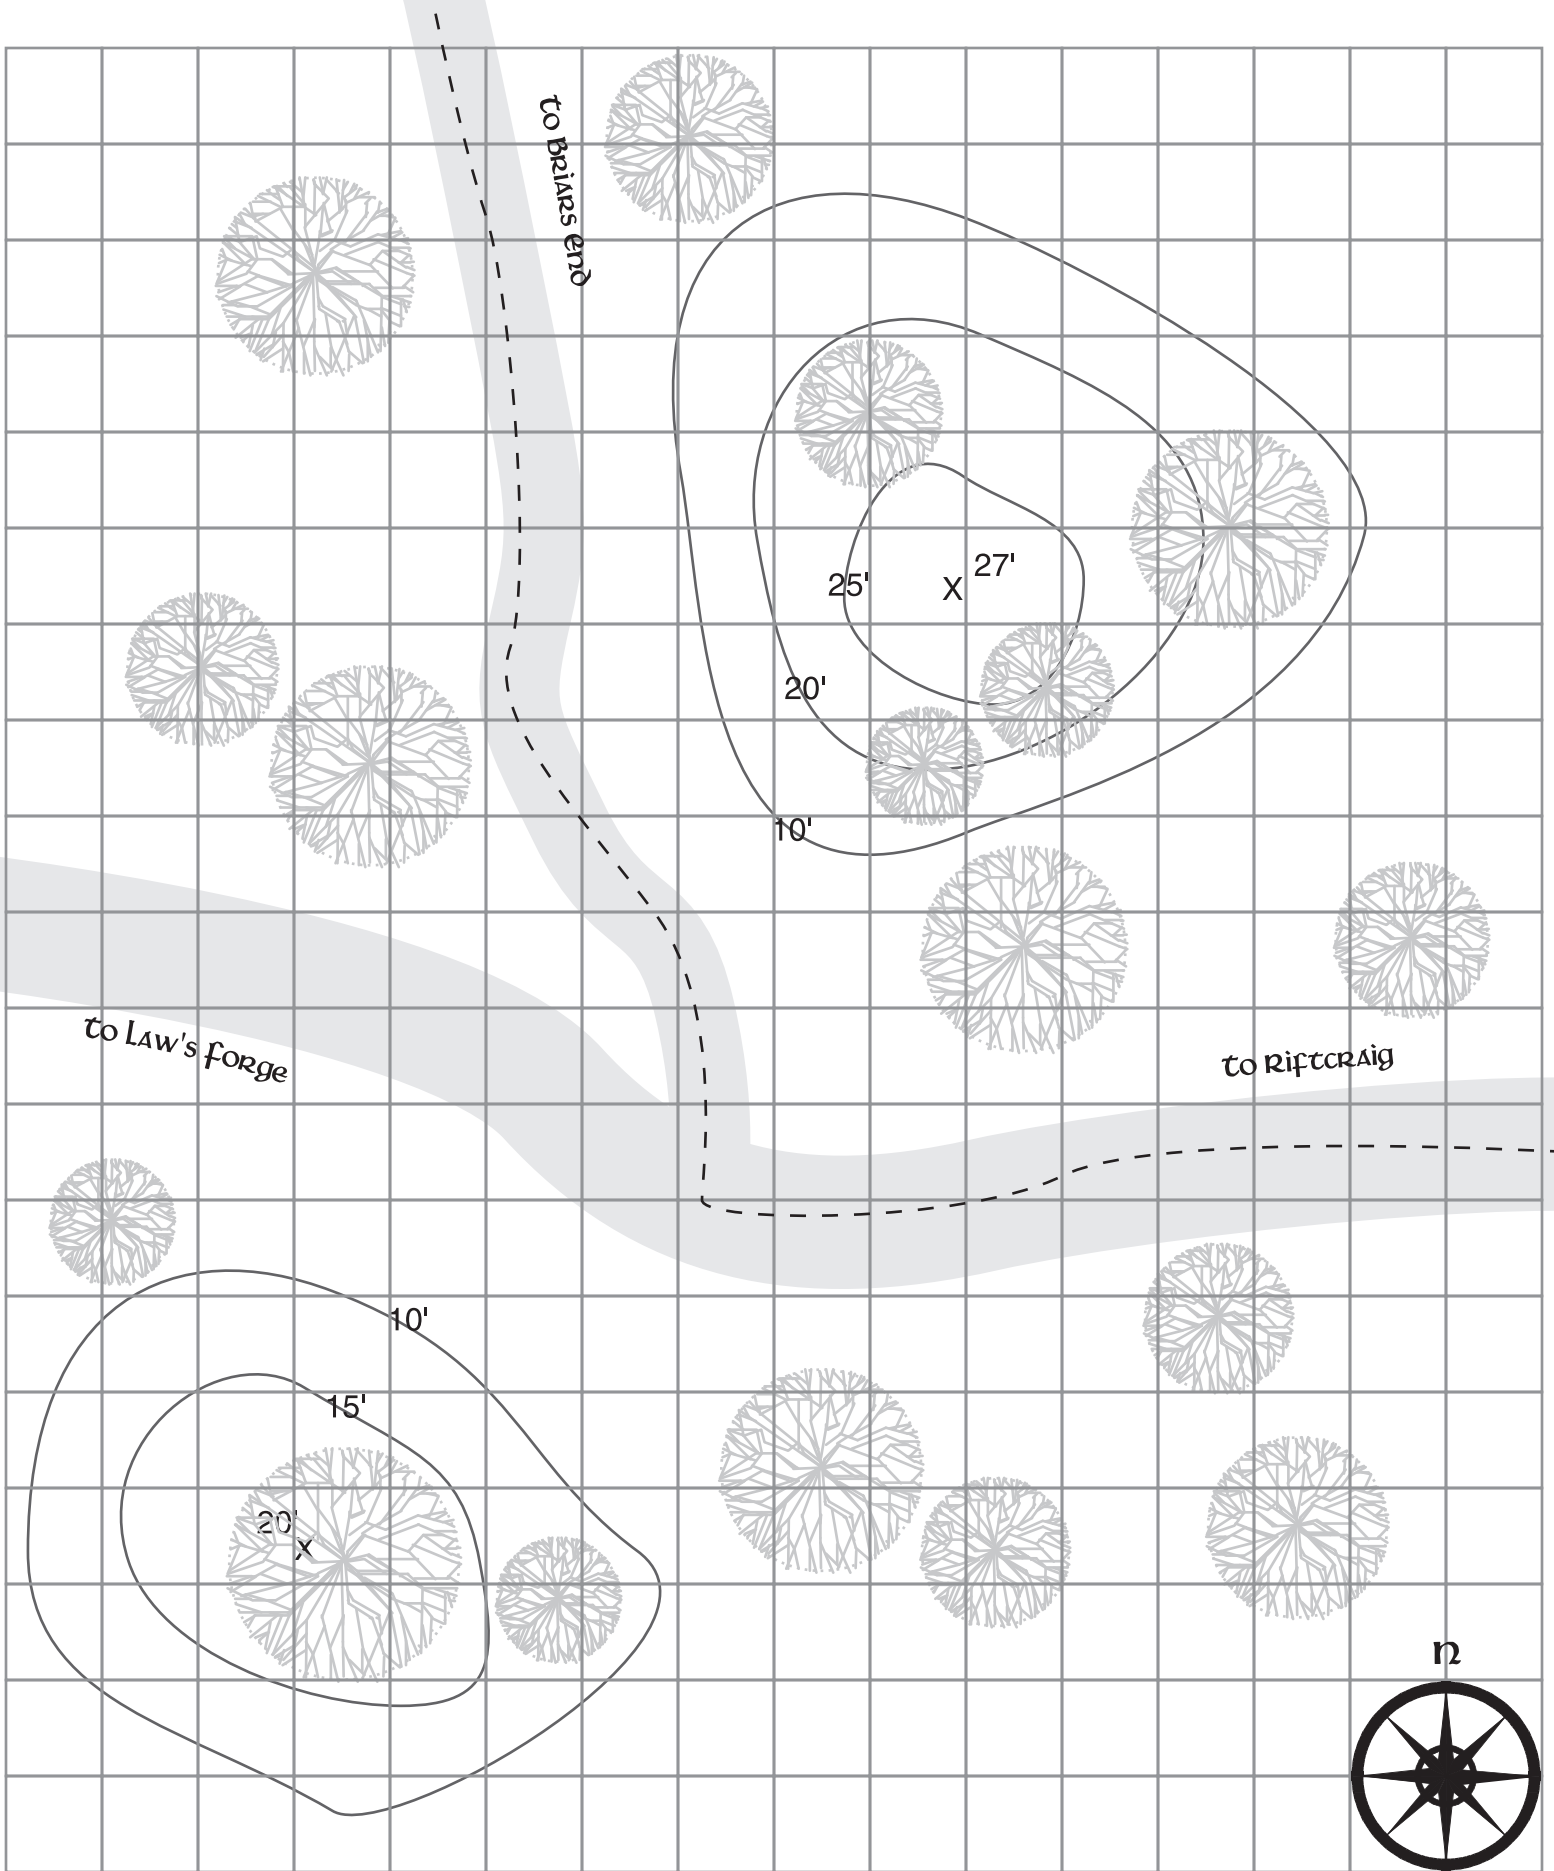 to Briars End
27'
X
25'
20'
10'
to Law's Forge
to Riftcraig
10'
15'
20'
X
N